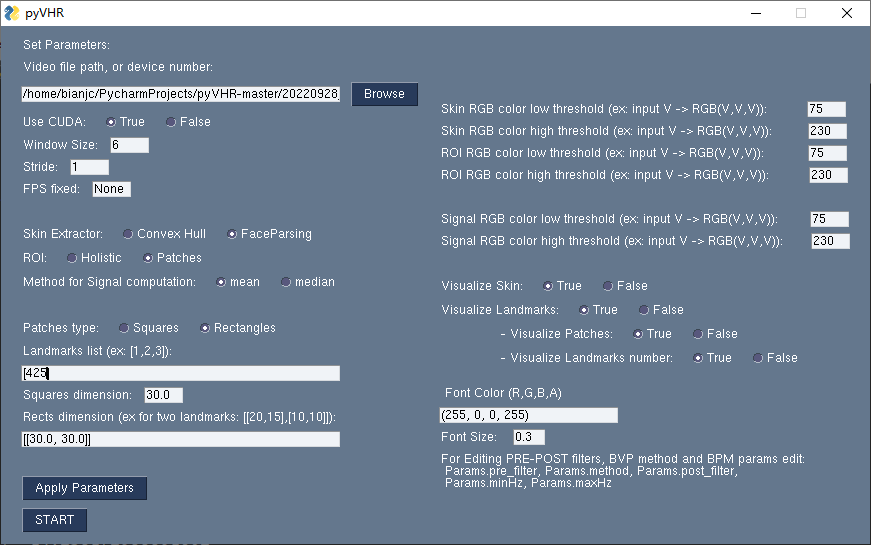 pyVHR
Set Parameters:
Video file path, or device number:
/home/bianjc/PycharmProjects/pyVHR-master/20220928_
Browse
Use CUDA: True False
Window Size: 6
Stride: 1
FPS fixed: None
Skin Extractor: Convex Hull FaceParsing
ROI: Holistic Patches
Method for Signal computation: mean median
Patches type: Squares Rectangles
Landmarks list (ex: [1,2,3]):
[425
Squares dimension: 30.0
Rects dimension (ex for two landmarks: [[20,15],[10,10]]):
[[30.0, 30.0]]
Apply Parameters
START
Skin RGB color low threshold (ex: input V -> RGB(V,V,V)): 75
Skin RGB color high threshold (ex: input V -> RGB(V,V,V)): 230
ROI RGB color low threshold (ex: input V -> RGB(V,V,V)): 75
ROI RGB color high threshold (ex: input V -> RGB(V,V,V)): 230
Signal RGB color low threshold (ex: input V -> RGB(V,V,V)): 75
Signal RGB color high threshold (ex: input V -> RGB(V,V,V)): 230
Visualize Skin: True False
Visualize Landmarks: True False
- Visualize Patches: True False
- Visualize Landmarks number: True False
Font Color (R,G,B,A)
(255, 0, 0, 255)
Font Size: 0.3
For Editing PRE-POST filters, BVP method and BPM params edit:
Params.pre_filter, Params.method, Params.post_filter,
Params.minHz, Params.maxHz